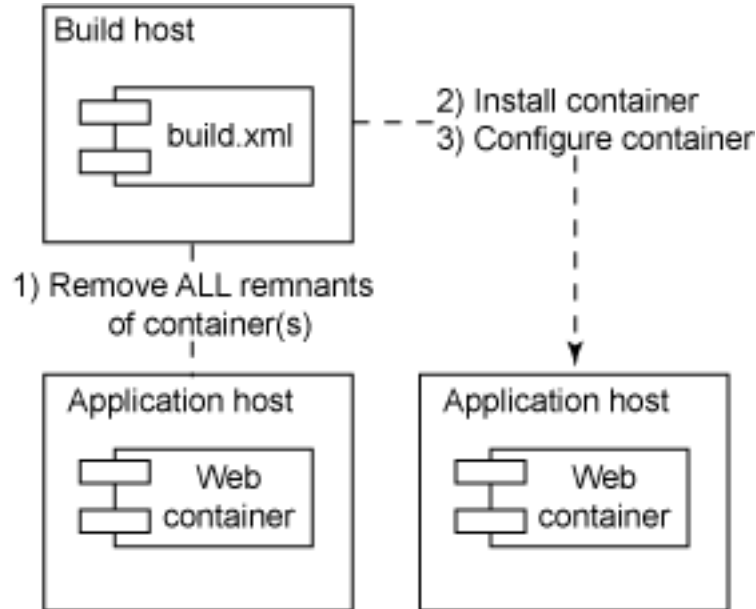 Build host
build.xml
2) Install container
3) Configure container
1) Remove ALL remnants
of container(s)
Application host
Web
container
Application host
Web
container